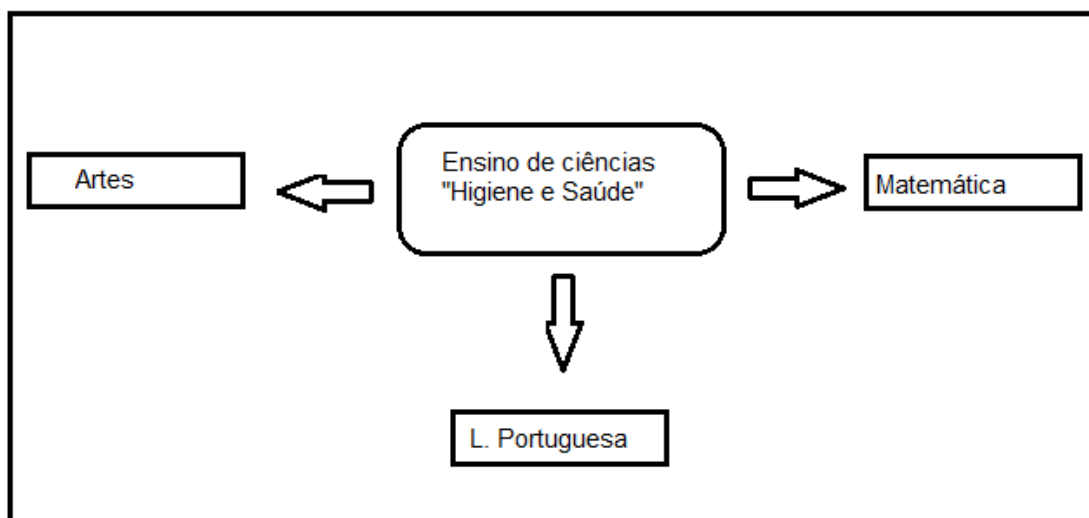 Ensino de ciências
"Higiene e Saúde"
Artes
Matemática
L. Portuguesa